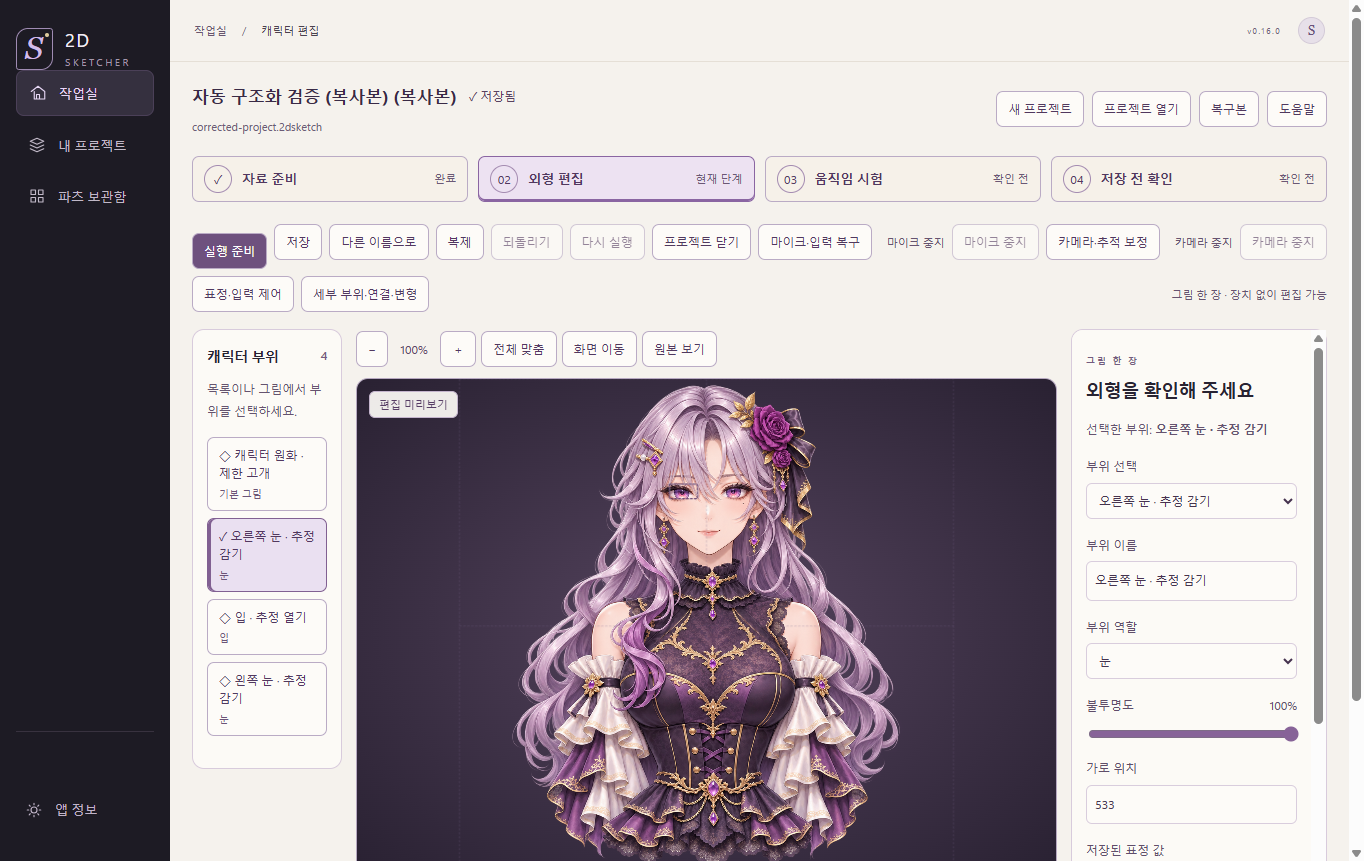 S
2D
SKETCHER
작업실
내 프로젝트
파츠 보관함
앱 정보
작업실 / 캐릭터 편집
v0.16.0
S
자동 구조화 검증 (복사본) (복사본) ✓ 저장됨
corrected-project.2dsketch
새 프로젝트
프로젝트 열기
복구본
도움말
✓ 자료 준비 완료
02 외형 편집 현재 단계
03 움직임 시험 확인 전
04 저장 전 확인 확인 전
실행 준비
저장
다른 이름으로
복제
되돌리기
다시 실행
프로젝트 닫기
마이크·입력 복구
마이크 중지
마이크 중지
카메라·추적 보정
카메라 중지
카메라 중지
표정·입력 제어
세부 부위·연결·변형
그림 한 장 · 장치 없이 편집 가능
캐릭터 부위 4
목록이나 그림에서 부
위를 선택하세요.
◇ 캐릭터 원화 ·
제한 고개
기본 그림
✓ 오른쪽 눈 · 추정
감기
눈
◇ 입 · 추정 열기
입
◇ 왼쪽 눈 · 추정
감기
눈
−
100%
+
전체 맞춤
화면 이동
원본 보기
편집 미리보기
그림 한 장
외형을 확인해 주세요
선택한 부위: 오른쪽 눈 · 추정 감기
부위 선택
오른쪽 눈 · 추정 감기
부위 이름
오른쪽 눈 · 추정 감기
부위 역할
눈
불투명도 100%
가로 위치
533
저장된 표정 값